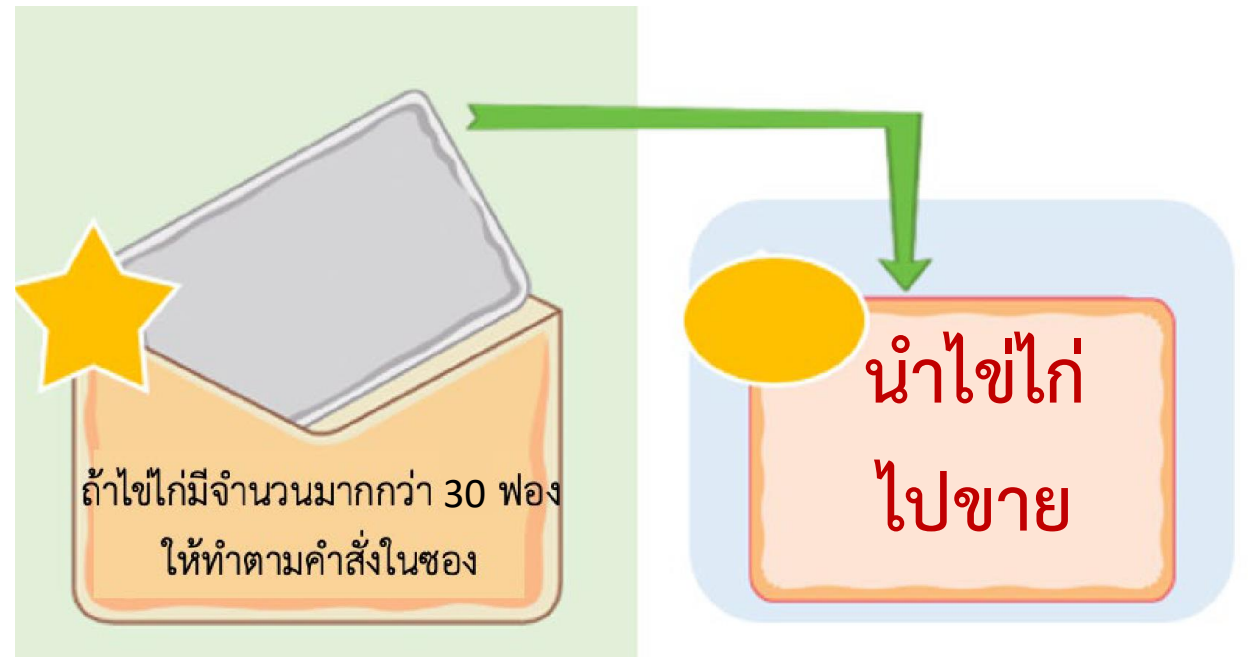 ถ้าไข่ไก่มีจำนวนมากกว่า 30 ฟอง
ให้ทำตามคำสั่งในซอง
นำไข่ไก่
ไปขาย